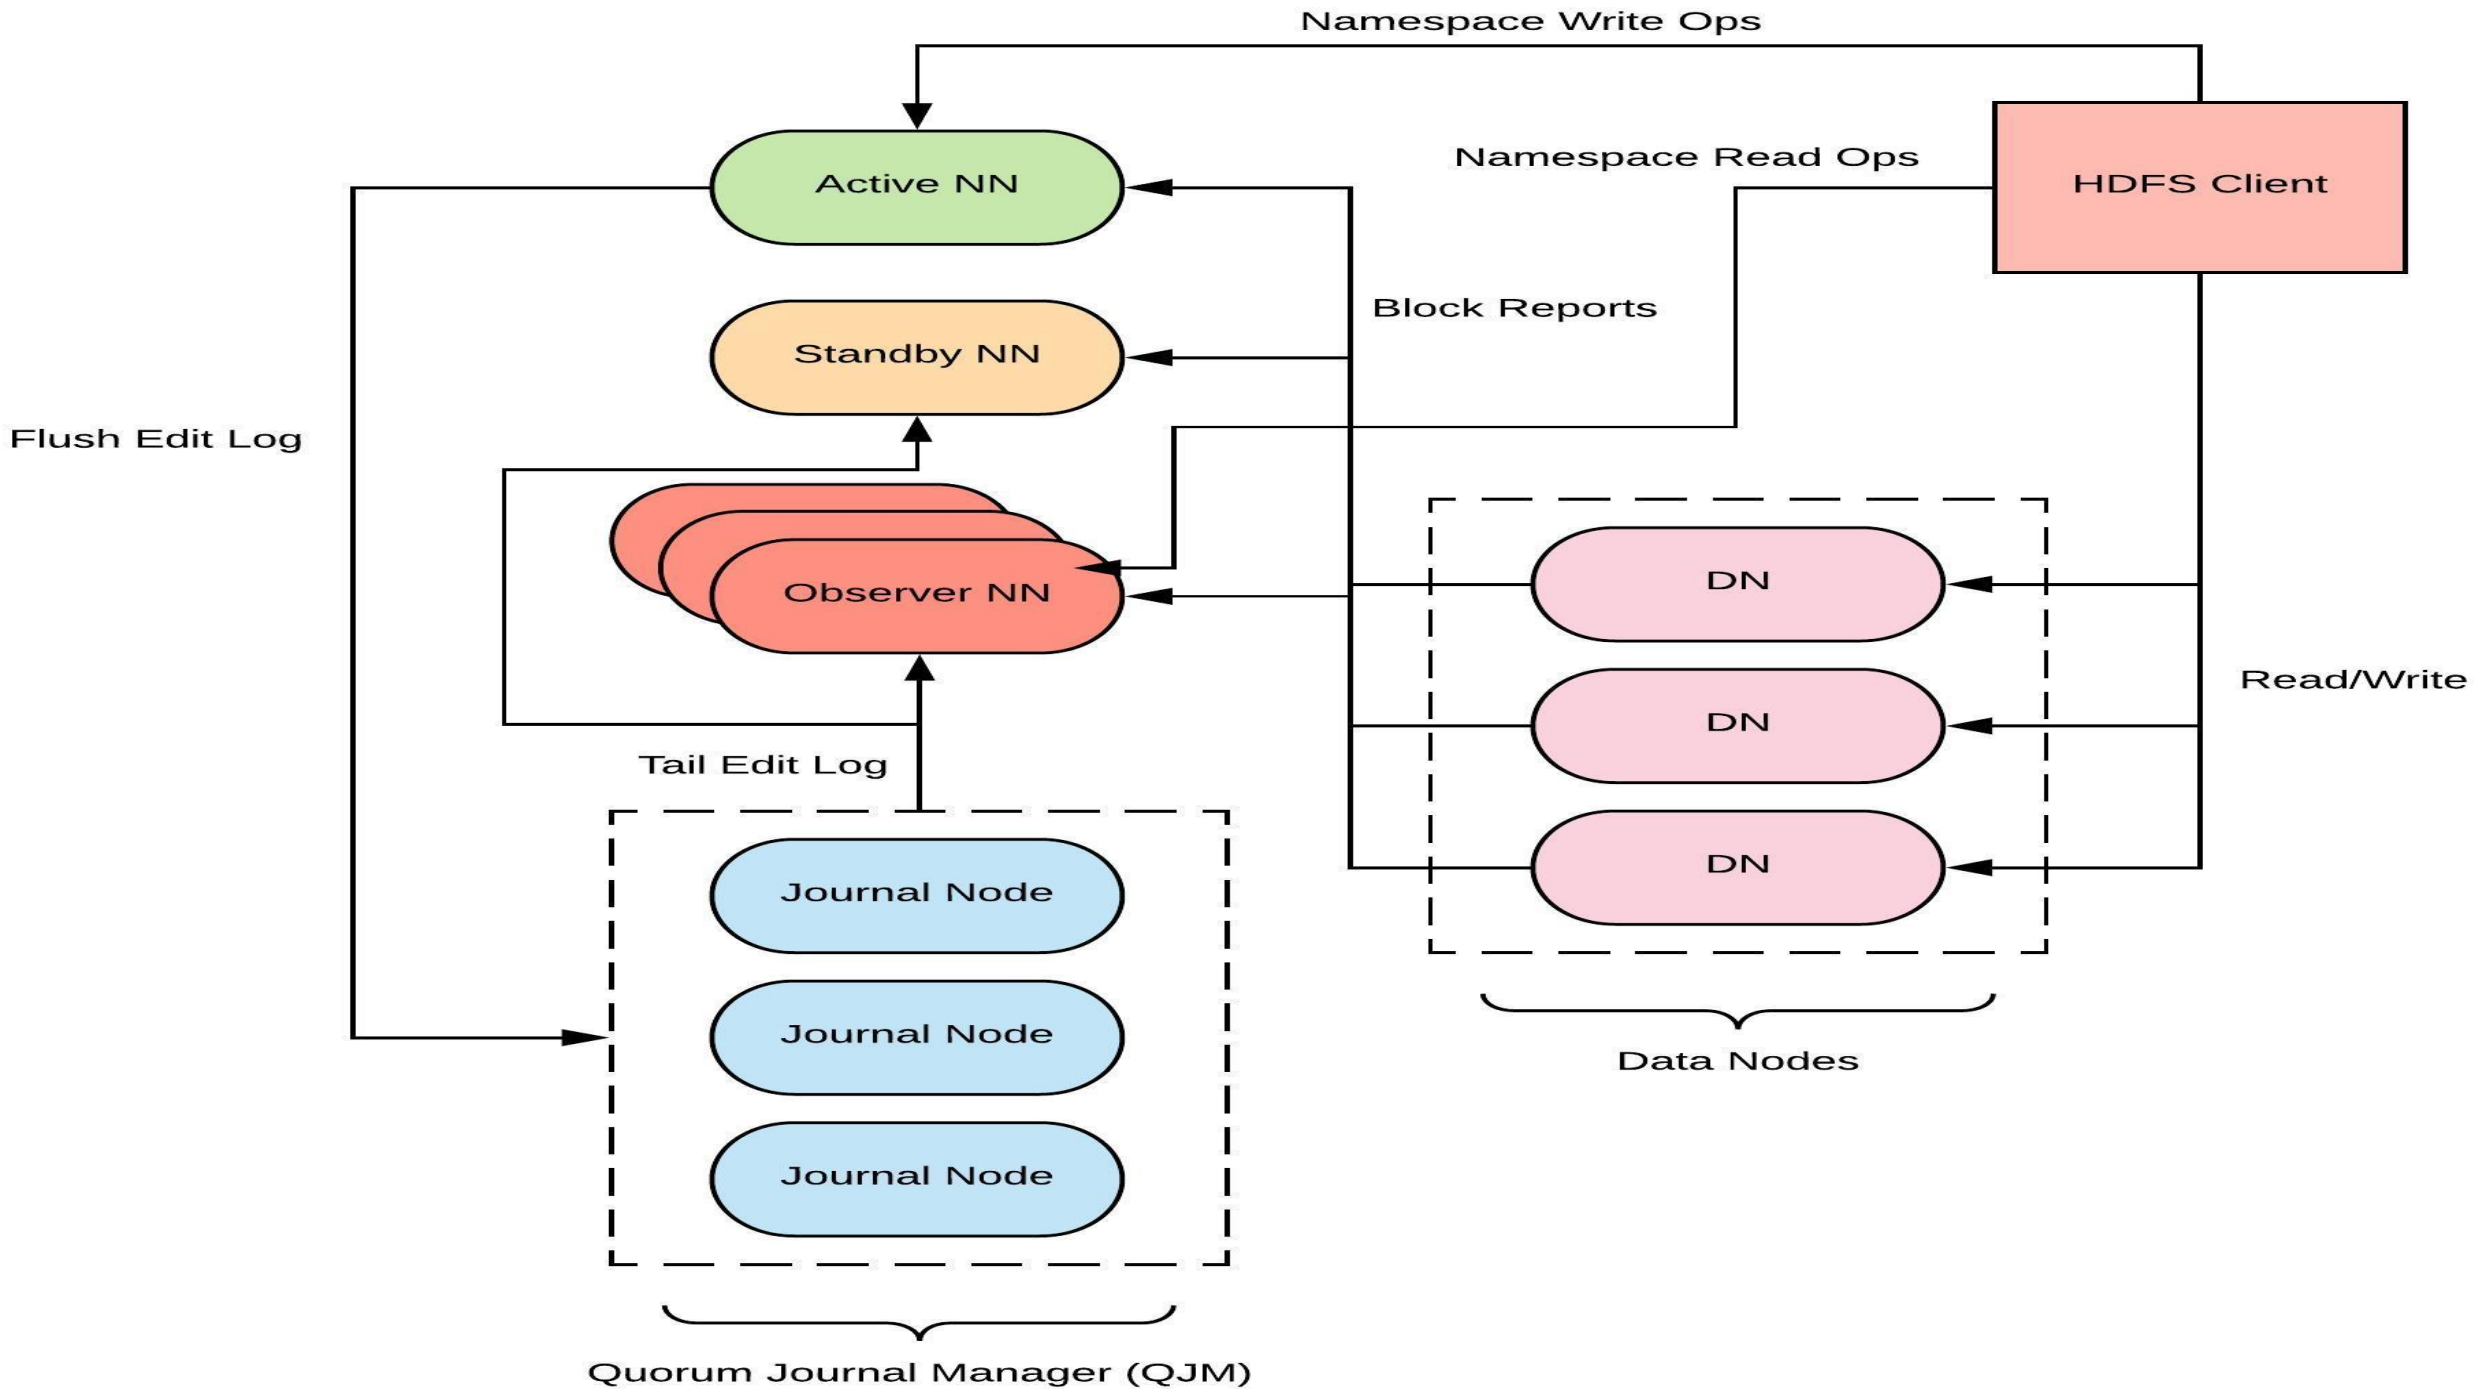 Namespace Write Ops
Namespace Read Ops
Active NN
HDFS Client
Block Reports
Standby NN
Flush Edit Log
Observer NN
DN
Read/Write
DN
Tail Edit Log
DN
Journal Node
Journal Node
Data Nodes
Journal Node
Quorum Journal Manager (QJM)